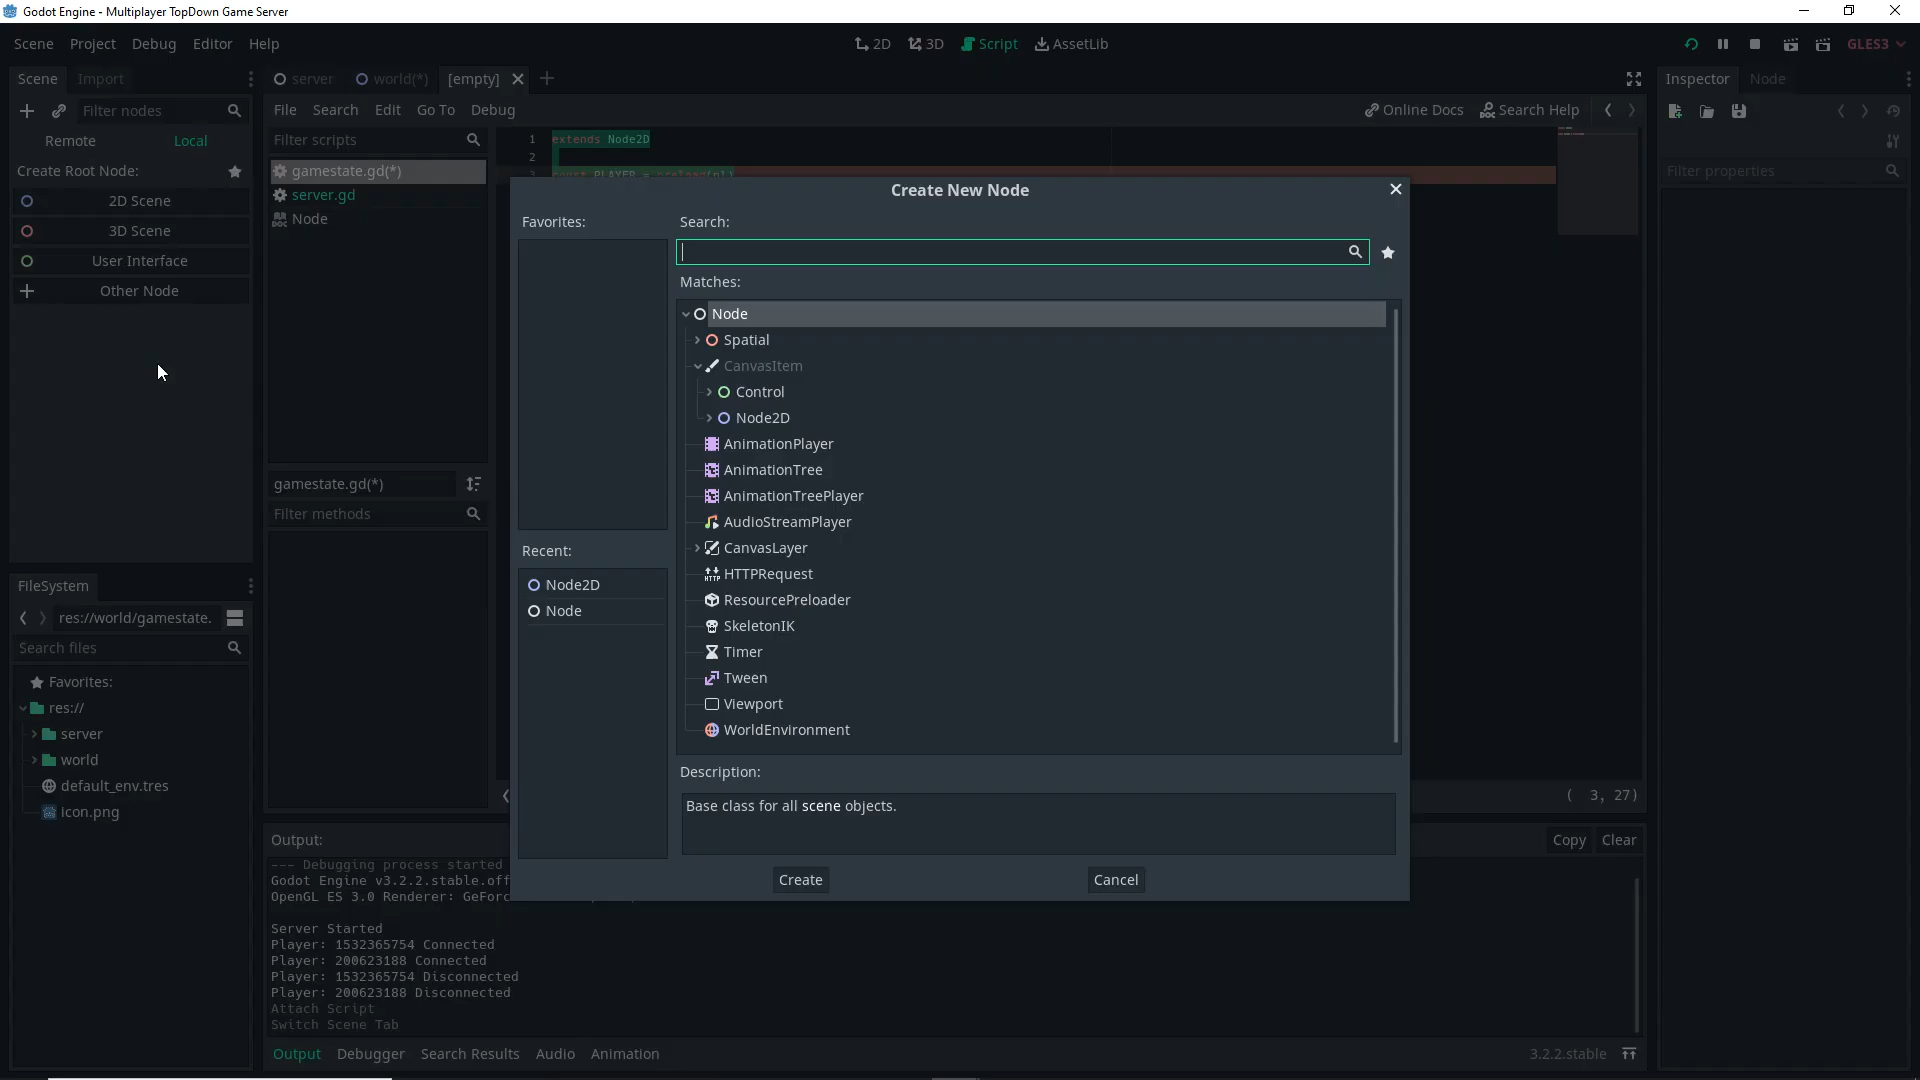 Godot Engine - Multiplayer TopDown Game Server
Scene Project Debug Editor Help
2D 3D Script AssetLib
GLES3
Scene Import
server world(*) [empty]
Inspector Node
Filter nodes
File Search Edit Go To Debug
Online Docs Search Help
Remote Local
Filter scripts
1 extends Node2D
2
3
Create Root Node:
gamestate.gd(*)
server.gd
Node
2D Scene
3D Scene
User Interface
Other Node
Filter properties
Create New Node
Favorites:
Search:
Matches:
Node
Spatial
CanvasItem
Control
Node2D
AnimationPlayer
AnimationTree
AnimationTreePlayer
AudioStreamPlayer
CanvasLayer
HTTPRequest
ResourcePreloader
SkeletonIK
Timer
Tween
Viewport
WorldEnvironment
Recent:
Node2D
Node
Description:
Base class for all scene objects.
Create Cancel
gamestate.gd(*)
Filter methods
FileSystem
res://world/gamestate.
Search files
Favorites:
res://
server
world
default_env.tres
icon.png
( 3, 27)
Output:
Copy Clear
--- Debugging process started
Godot Engine v3.2.2.stable.off
OpenGL ES 3.0 Renderer: GeForc
Server Started
Player: 1532365754 Connected
Player: 200623188 Connected
Player: 1532365754 Disconnected
Player: 200623188 Disconnected
Attach Script
Switch Scene Tab
Output Debugger Search Results Audio Animation
3.2.2.stable